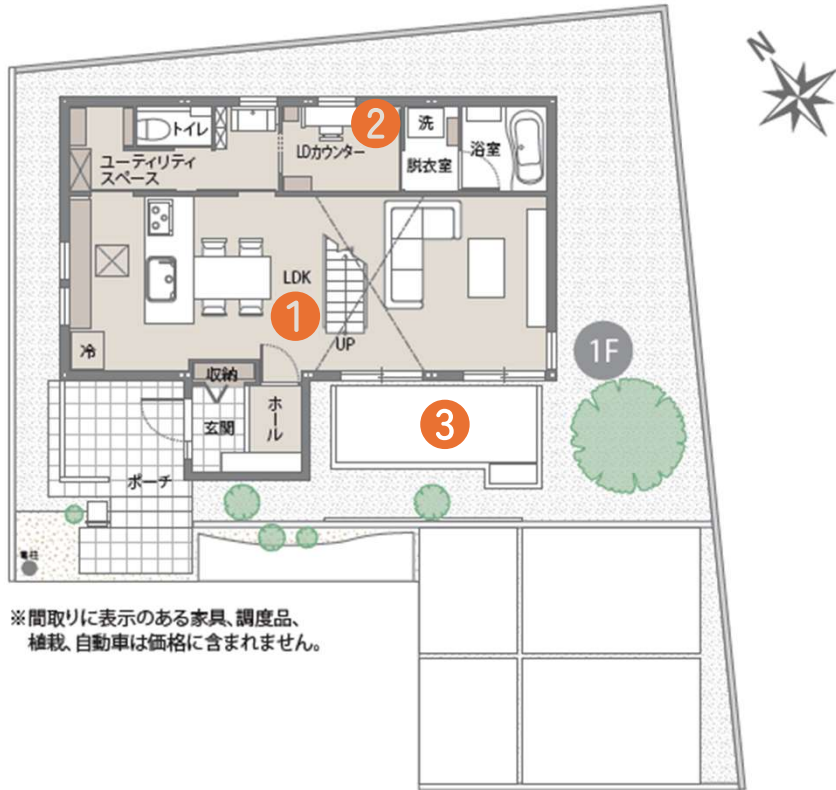 N
トイレ
ユーティリティ
スペース
LDカウンター
2
洗
脱衣室
浴室
LDK
1
UP
冷
収納
玄関
ホール
1F
3
ポーチ
電柱
※間取りに表示のある家具、調度品、
植栽、自動車は価格に含まれません。